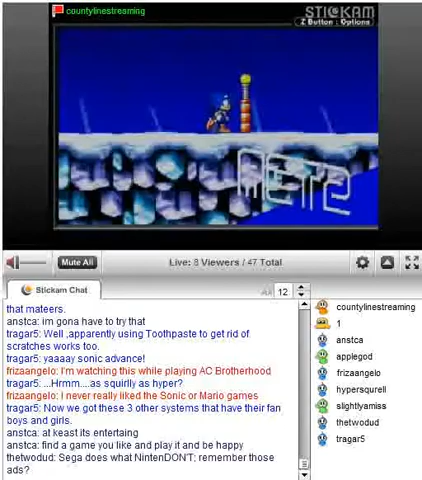 countylinestreaming
STICKAM
Z Button : Options
Mute All
Live: 8 Viewers / 47 Total
Stickam Chat
AA 12
that mateers.
anstca: im gona have to try that
tragar5: Well ,apparently using Toothpaste to get rid of
scratches works too.
tragar5: yaaaay sonic advance!
frizaangelo: I'm watching this while playing AC Brotherhood
tragar5: ...Hrmm....as squirlly as hyper?
frizaangelo: I never really liked the Sonic or Mario games
tragar5: Now we got these 3 other systems that have their fan
boys and girls.
anstca: at keast its entertaing
anstca: find a game you like and play it and be happy
thetwodud: Sega does what NintenDON'T; remember those
ads?
countylinestreaming
1
anstca
applegod
frizaangelo
hypersqurell
slightlyamiss
thetwodud
tragar5